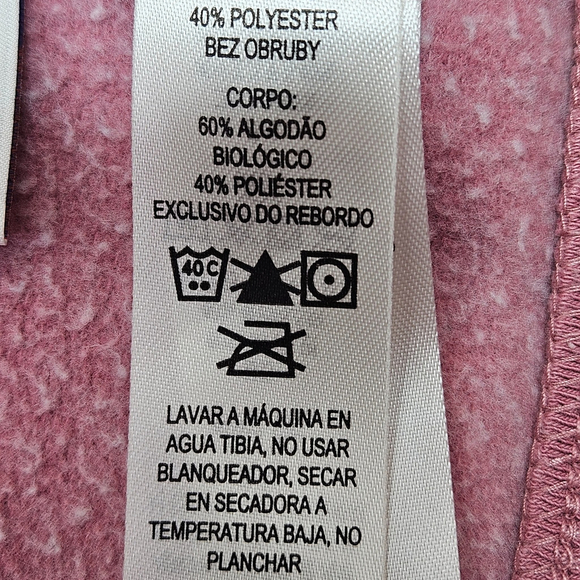 40% POLYESTER
BEZ OBRUBY
CORPO:
60% ALGODÃO
BIOLÓGICO
40% POLIÉSTER
EXCLUSIVO DO REBORDO
40 C
LAVAR A MÁQUINA EN
AGUA TIBIA, NO USAR
BLANQUEADOR, SECAR
EN SECADORA A
TEMPERATURA BAJA, NO
PLANCHAR